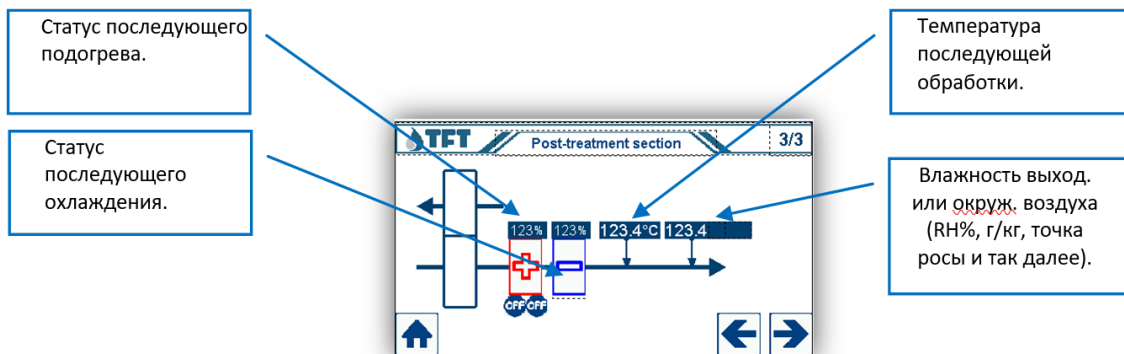 Статус последующего
подогрева.
Статус
последующего
охлаждения.
Температура
последующей
обработки.
Влажность выход.
или окруж. воздуха
(RH%, г/кг, точка
росы и так далее).
TFT
Post-treatment section
3/3
123%
123%
123.4°C
123.4
OFF
OFF